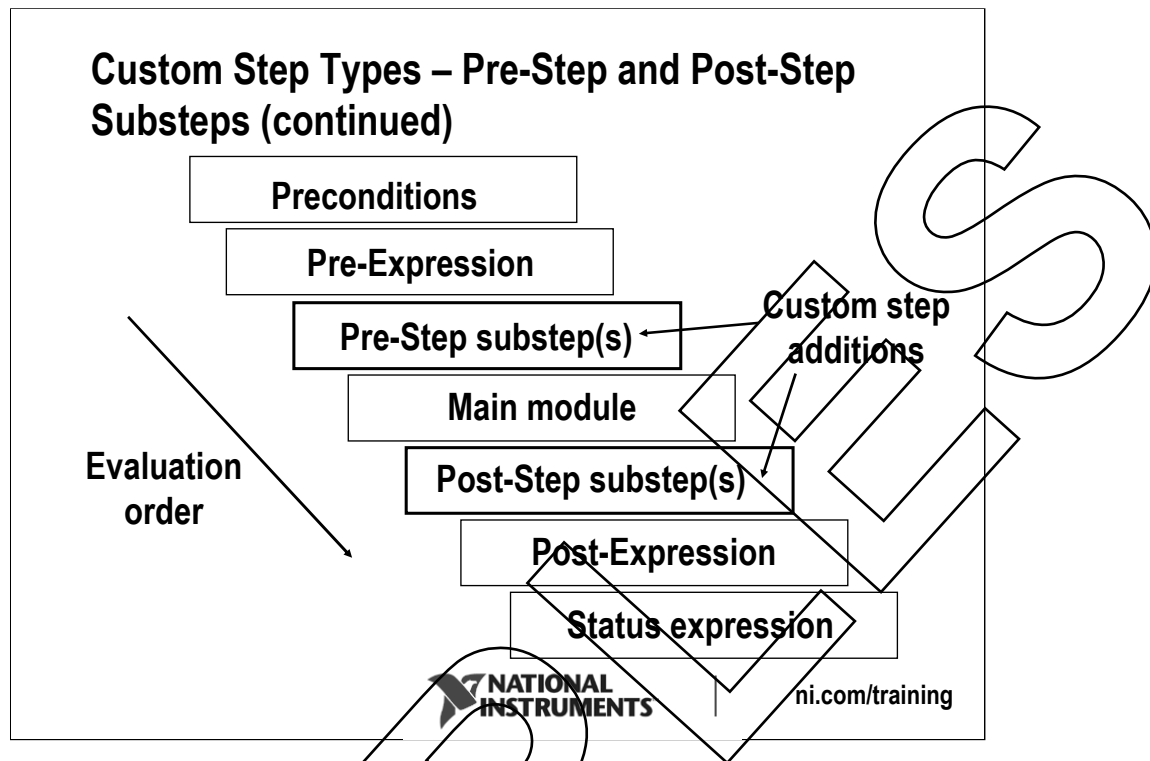 Custom Step Types – Pre-Step and Post-Step
Substeps (continued)
Preconditions
Pre-Expression
Pre-Step substep(s)
Custom step
additions
Main module
Evaluation
order
Post-Step substep(s)
Post-Expression
Status expression
NATIONAL
INSTRUMENTS
ni.com/training